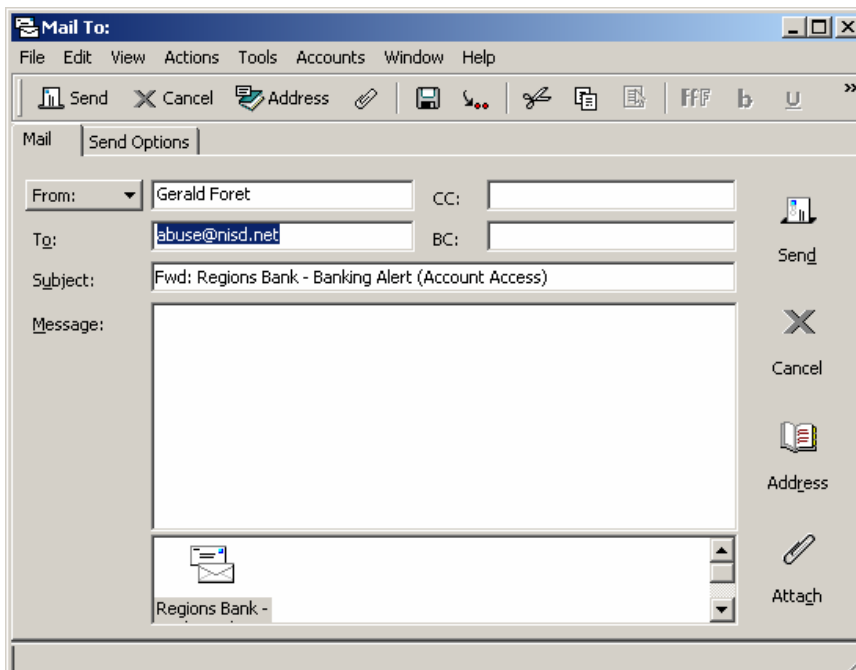 Mail To:
File Edit View Actions Tools Accounts Window Help
Send Cancel Address »
Mail Send Options
From: Gerald Foret CC:
To: abuse@nisd.net BC:
Subject: Fwd: Regions Bank - Banking Alert (Account Access)
Message:
Send
Cancel
Address
Attach
Regions Bank -